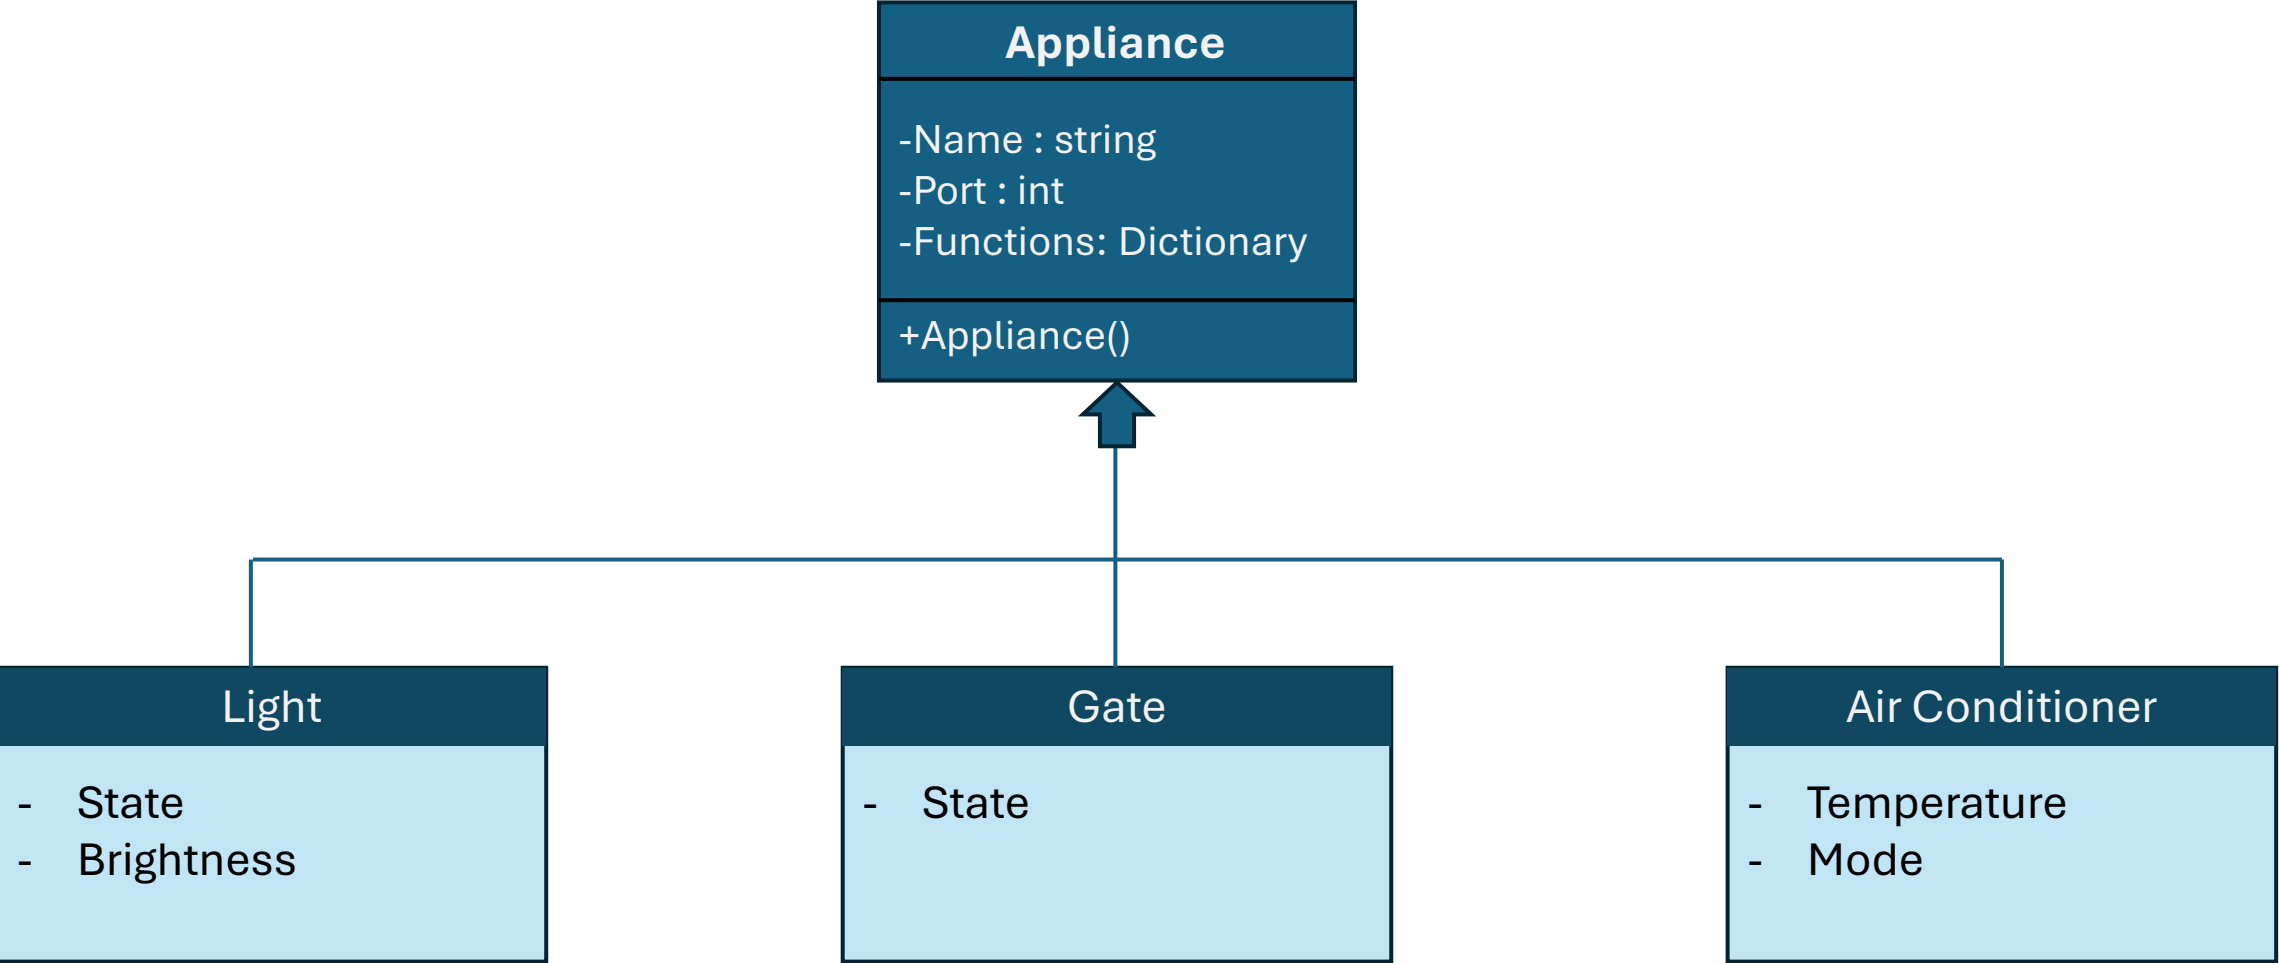 Appliance
-Name : string
-Port : int
-Functions: Dictionary
+Appliance()
Light
- State
- Brightness
Gate
- State
Air Conditioner
- Temperature
- Mode